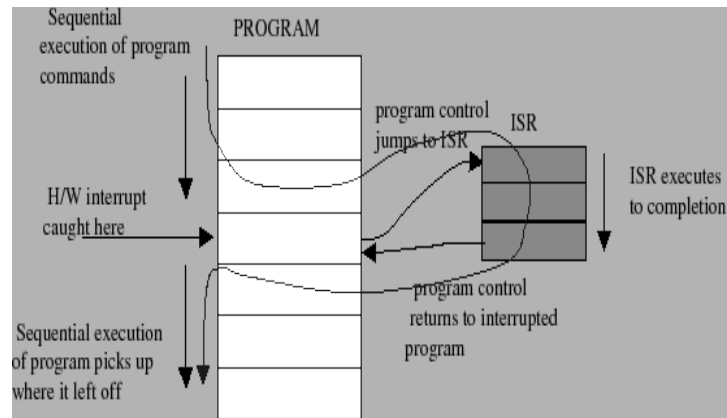 Sequential
execution of program
commands
PROGRAM
program control
jumps to ISR
ISR
H/W interrupt
caught here
ISR executes
to completion
program control
returns to interrupted
program
Sequential execution
of program picks up
where it left off